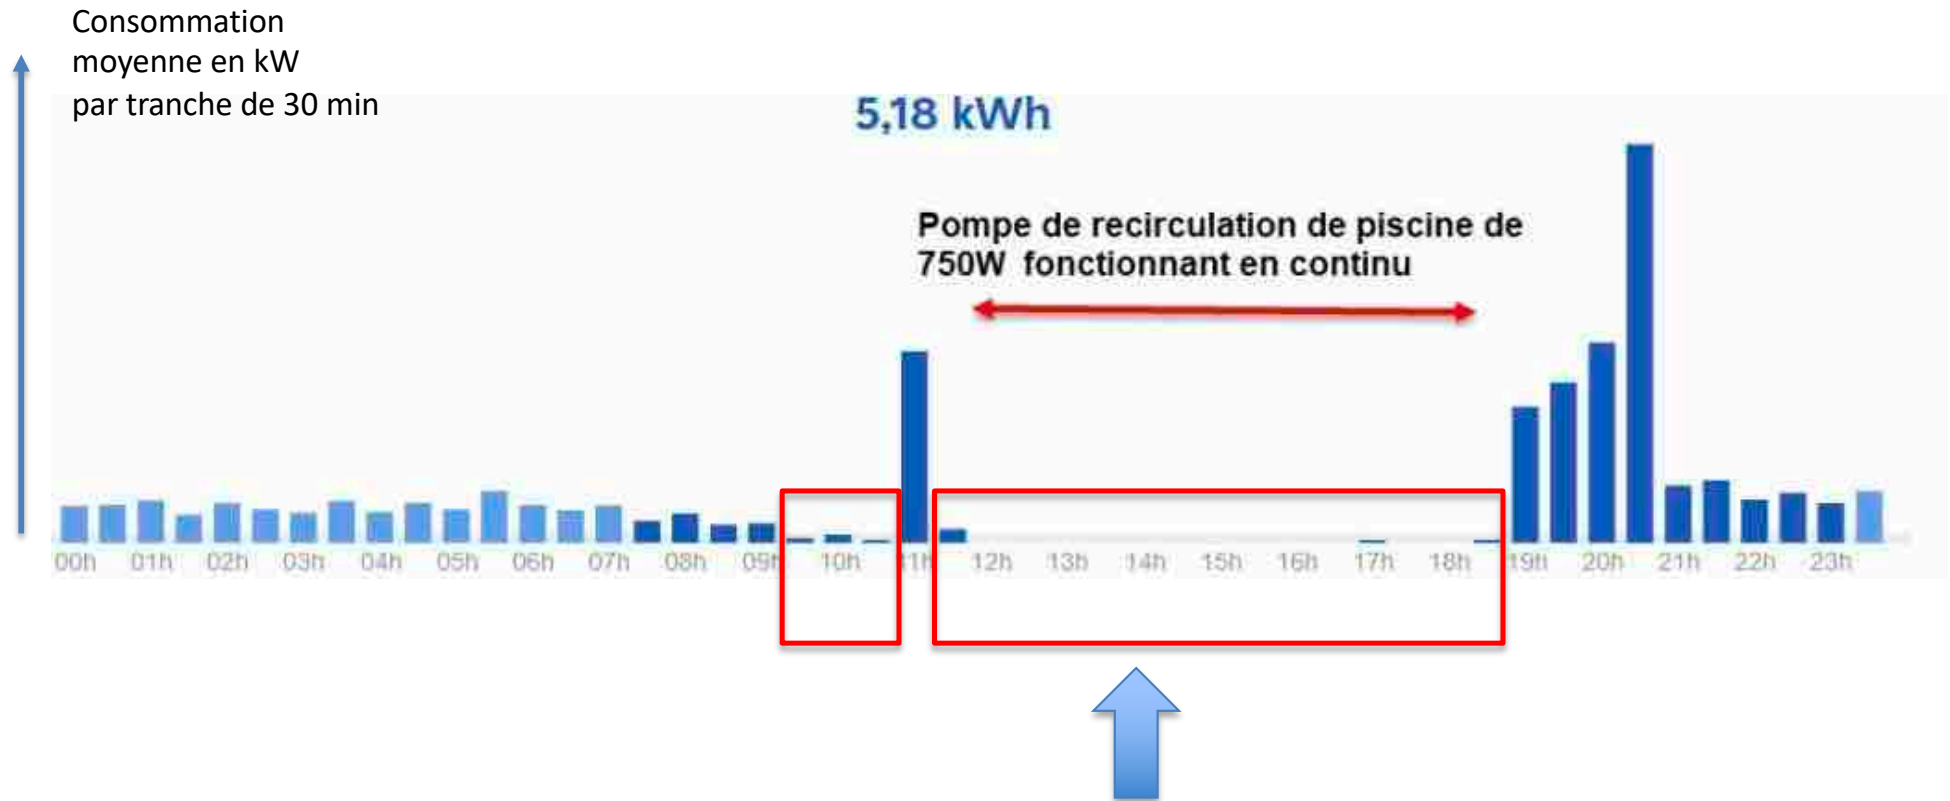 Consommation
moyenne en kW
par tranche de 30 min
5,18 kWh
Pompe de recirculation de piscine de
750W fonctionnant en continu
00h 01h 02h 03h 04h 05h 06h 07h 08h 09h 10h 11h 12h 13h 14h 15h 16h 17h 18h 19h 20h 21h 22h 23h